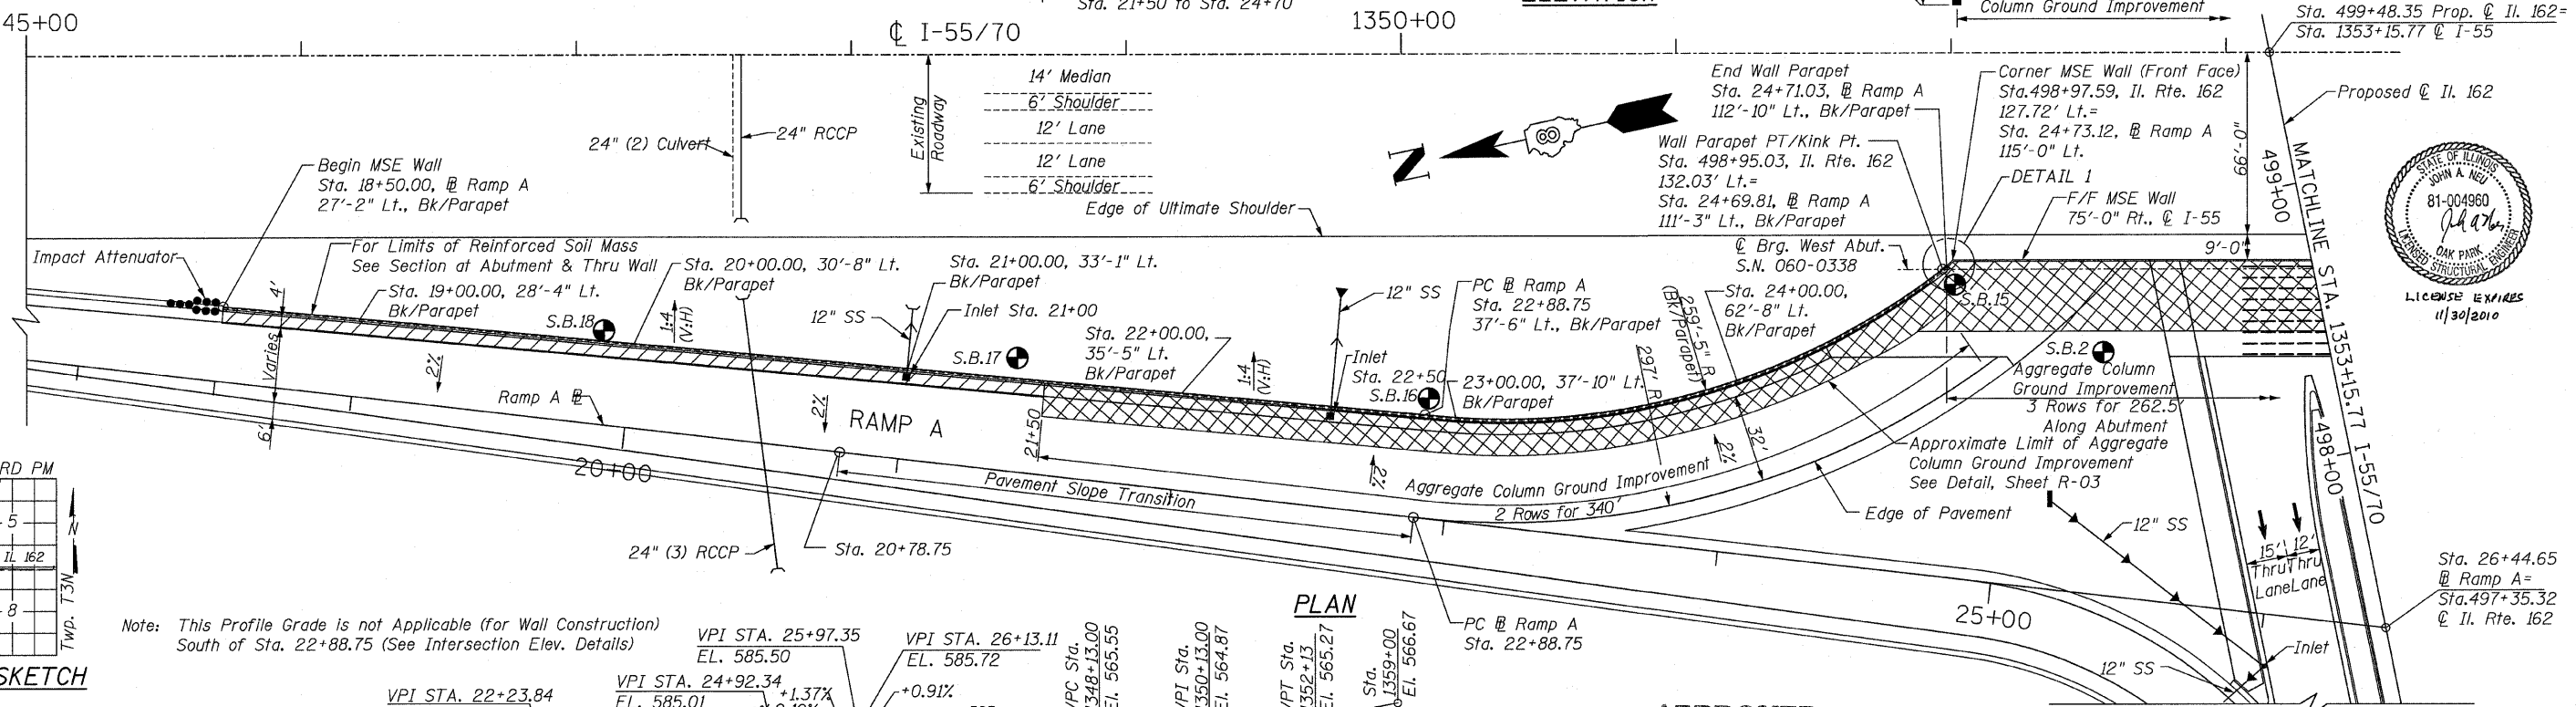 45+00
Sta. 21+50 to Sta. 24+70
1350+00
Column Ground Improvement
Sta. 499+48.35 Prop. ℄ Il. 162=
Sta. 1353+15.77 ℄ I-55
℄ I-55/70
Existing
Roadway
14' Median
6' Shoulder
12' Lane
12' Lane
6' Shoulder
24" (2) Culvert
24" RCCP
N
End Wall Parapet
Sta. 24+71.03, ⅊ Ramp A
112'-10" Lt., Bk/Parapet
Corner MSE Wall (Front Face)
Sta.498+97.59, Il. Rte. 162
127.72' Lt.=
Sta. 24+73.12, ⅊ Ramp A
115'-0" Lt.
Wall Parapet PT/Kink Pt.
Sta. 498+95.03, Il. Rte. 162
132.03' Lt.=
Sta. 24+69.81, ⅊ Ramp A
111'-3" Lt., Bk/Parapet
DETAIL 1
F/F MSE Wall
75'-0" Rt., ℄ I-55
66'-0"
9'-0"
Proposed ℄ Il. 162
499+00
MATCHLINE STA. 1353+15.77 I-55/70
STATE OF ILLINOIS
JOHN A. NEU
81-004960
OAK PARK
LICENSED STRUCTURAL ENGINEER
LICENSE EXPIRES
11/30/2010
Begin MSE Wall
Sta. 18+50.00, ⅊ Ramp A
27'-2" Lt., Bk/Parapet
Edge of Ultimate Shoulder
℄ Brg. West Abut.
S.N. 060-0338
Impact Attenuator
For Limits of Reinforced Soil Mass
See Section at Abutment & Thru Wall
Sta. 19+00.00, 28'-4" Lt.
Bk/Parapet
Sta. 20+00.00, 30'-8" Lt.
Bk/Parapet
Sta. 21+00.00, 33'-1" Lt.
Bk/Parapet
4'
Varies
6'
2%
S.B.18
1:4
(V:H)
12" SS
Inlet Sta. 21+00
S.B.17
Sta. 22+00.00,
35'-5" Lt.
Bk/Parapet
1:4
(V:H)
12" SS
PC ⅊ Ramp A
Sta. 22+88.75
37'-6" Lt., Bk/Parapet
Inlet
Sta. 22+50
S.B.16
23+00.00, 37'-10" Lt.
Bk/Parapet
259'-5" R
(Bk/Parapet)
297' R
Sta. 24+00.00,
62'-8" Lt.
Bk/Parapet
S.B.15
S.B.2
Aggregate Column
Ground Improvement
3 Rows for 262.5'
Along Abutment
Approximate Limit of Aggregate
Column Ground Improvement
See Detail, Sheet R-03
Ramp A ⅊
2%
RAMP A
21+50
20+00
Pavement Slope Transition
2%
Aggregate Column Ground Improvement
2 Rows for 340'
2%
32'
Edge of Pavement
12" SS
498+00
15'
Thru
Lane
12'
Thru
Lane
Sta. 26+44.65
⅊ Ramp A=
Sta.497+35.32
℄ Il. Rte. 162
24" (3) RCCP
Sta. 20+78.75
PC ⅊ Ramp A
Sta. 22+88.75
25+00
Inlet
12" SS
PLAN
RD PM
5
IL 162
8
Twp. T3N
N
SKETCH
Note: This Profile Grade is not Applicable (for Wall Construction)
South of Sta. 22+88.75 (See Intersection Elev. Details)
VPI STA. 22+23.84
VPI STA. 24+92.34
EL. 585.01
VPI STA. 25+97.35
EL. 585.50
VPI STA. 26+13.11
EL. 585.72
+1.37%
+0.91%
VPC Sta.
1348+13.00
El. 565.55
VPI Sta.
1350+13.00
El. 564.87
VPT Sta.
1352+13
El. 565.27
Sta.
1359+00
El. 566.67